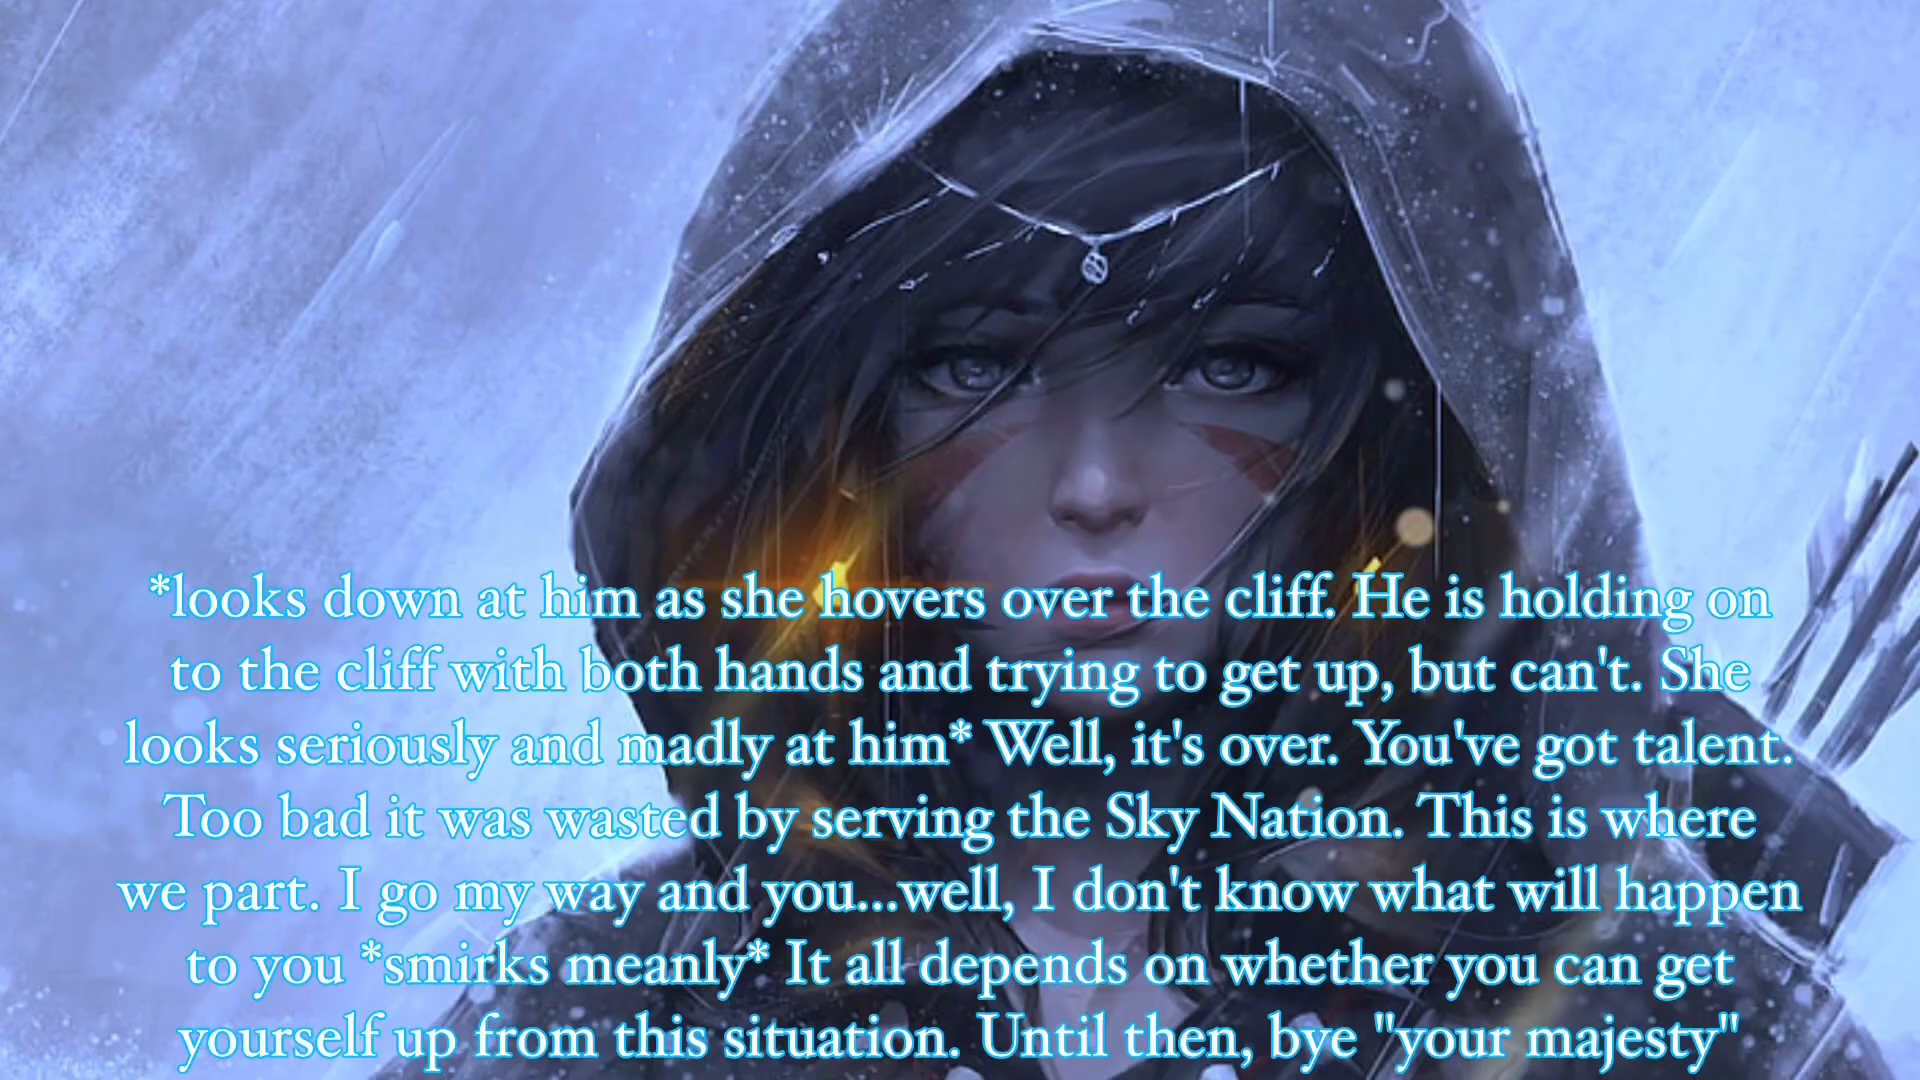 *looks down at him as she hovers over the cliff. He is holding on
to the cliff with both hands and trying to get up, but can't. She
looks seriously and madly at him* Well, it's over. You've got talent.
Too bad it was wasted by serving the Sky Nation. This is where
we part. I go my way and you...well, I don't know what will happen
to you *smirks meanly* It all depends on whether you can get
yourself up from this situation. Until then, bye "your majesty"